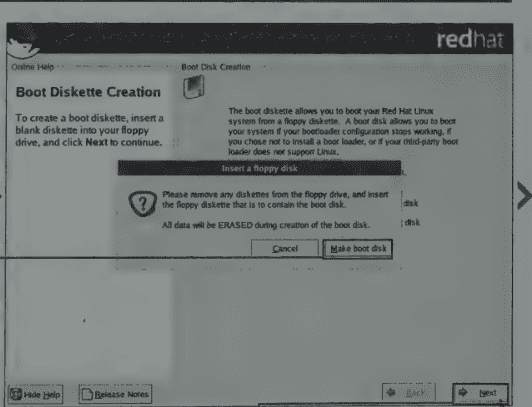 redhat
Online Help
Boot Disk Creation
Boot Diskette Creation
To create a boot diskette, insert a
blank diskette into your floppy
drive, and click Next to continue.
The boot diskette allows you to boot your Red Hat Linux
system from a floppy diskette. A boot disk allows you to boot
your system if your bootloader configuration stops working, if
you chose not to install a boot loader, or if your third-party boot
loader does not support Linux.
Insert a floppy disk
Please remove any diskettes from the floppy drive, and insert
the floppy diskette that is to contain the boot disk.
disk
All data will be ERASED during creation of the boot disk.
disk
Cancel
Make boot disk
Hide Help
Release Notes
Back
Next